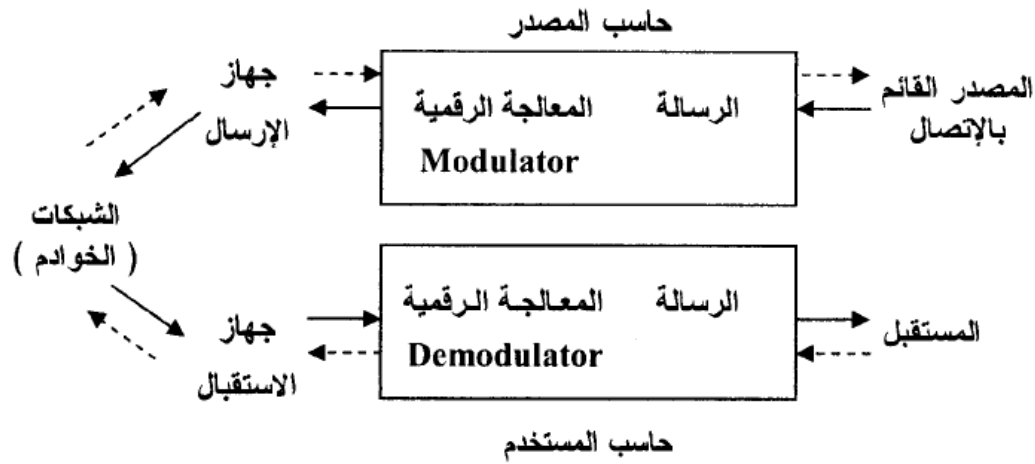 حاسب المصدر
المصدر القائم
بالإتصال
الرسالة المعالجة الرقمية
Modulator
جهاز
الإرسال
الشبكات
( الخوادم )
جهاز
الاستقبال
الرسالة المعالجة الرقمية
Demodulator
المستقبل
حاسب المستخدم